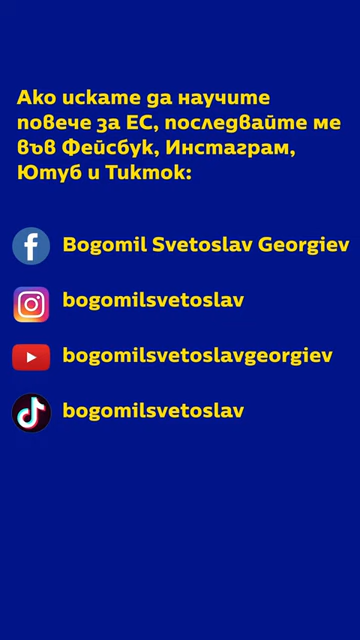 Ако искате да научите
повече за ЕС, последвайте ме
във Фейсбук, Инстаграм,
Ютуб и Тикток:
Bogomil Svetoslav Georgiev
bogomilsvetoslav
bogomilsvetoslavgeorgiev
bogomilsvetoslav